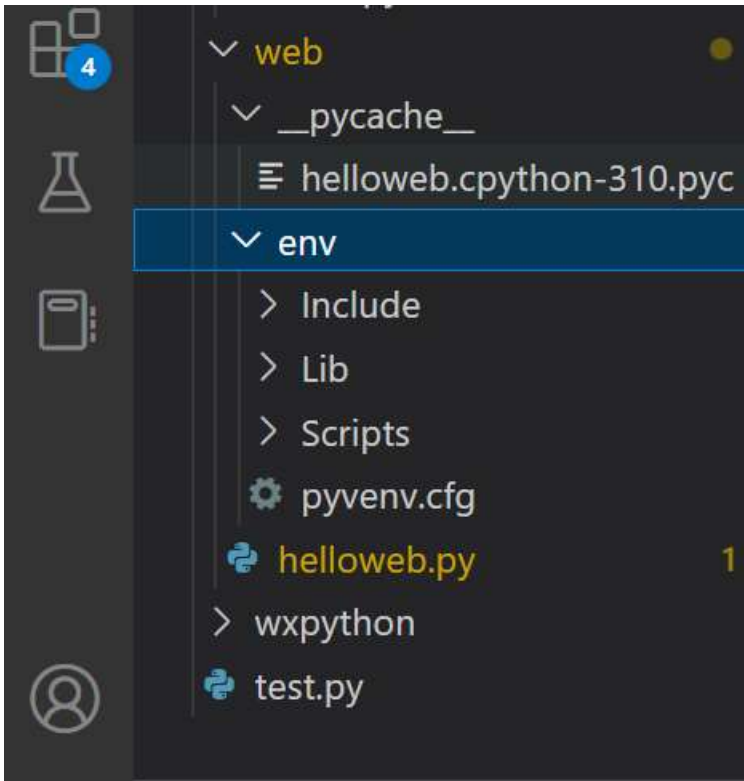 web
4
__pycache__
helloweb.cpython-310.pyc
env
Include
Lib
Scripts
pyvenv.cfg
helloweb.py 1
wxpython
test.py